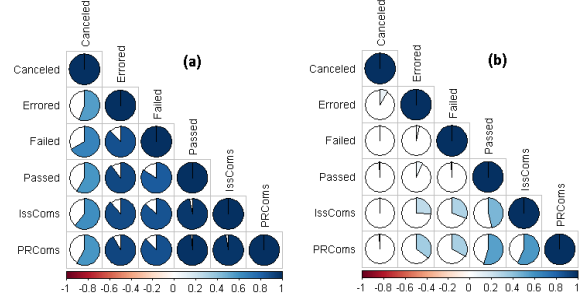 Canceled
Errored
Failed
Passed
IssComs
PRComs
(a)
Canceled
Errored
Failed
Passed
IssComs
PRComs
-1 -0.8 -0.6 -0.4 -0.2 0 0.2 0.4 0.6 0.8 1
Canceled
Errored
Failed
Passed
IssComs
PRComs
(b)
Canceled
Errored
Failed
Passed
IssComs
PRComs
-1 -0.8 -0.6 -0.4 -0.2 0 0.2 0.4 0.6 0.8 1